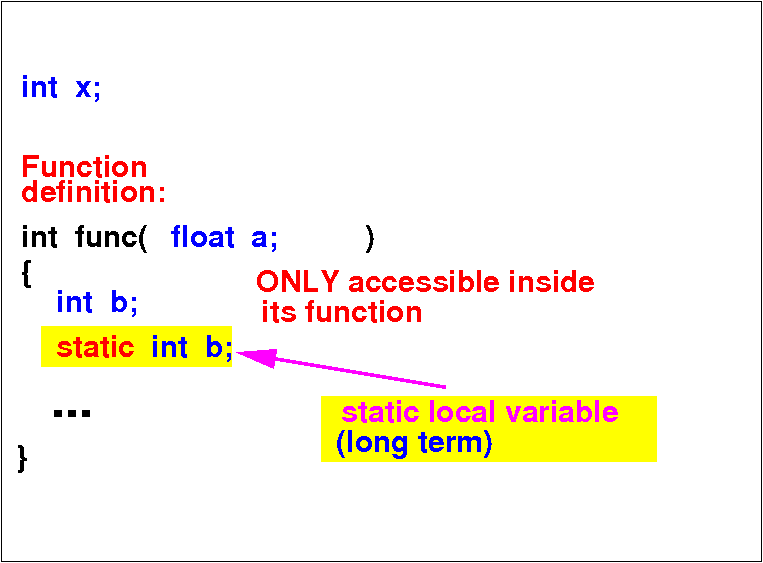 int x;
Function
definition:
int func( float a; )
{
ONLY accessible inside
int b;
its function
static int b;
...
static local variable
(long term)
}